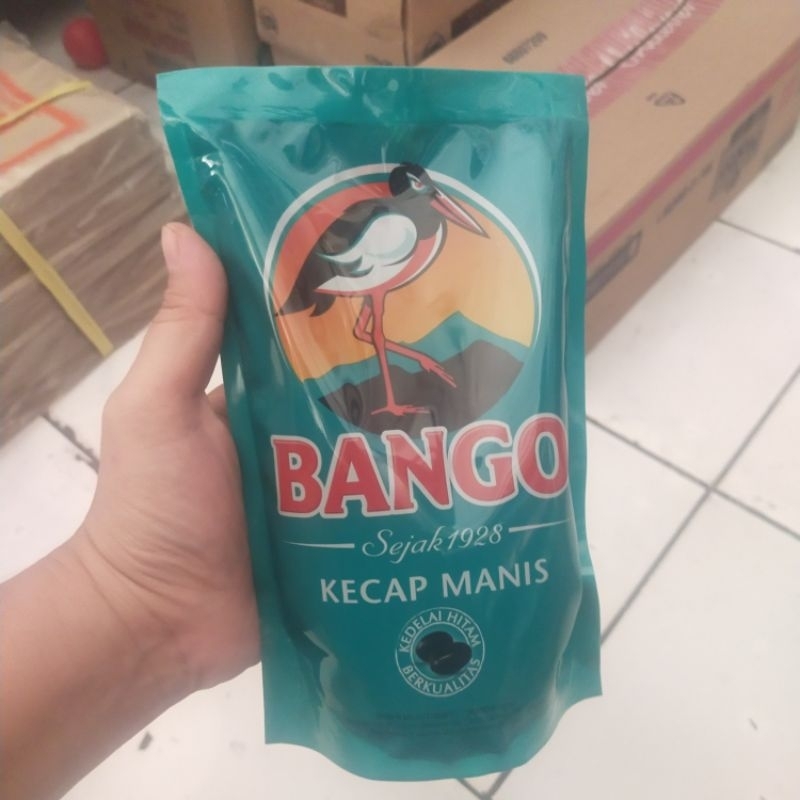 BANGO
Sejak 1928
KECAP MANIS
KEDELAI HITAM
BERKUALITAS